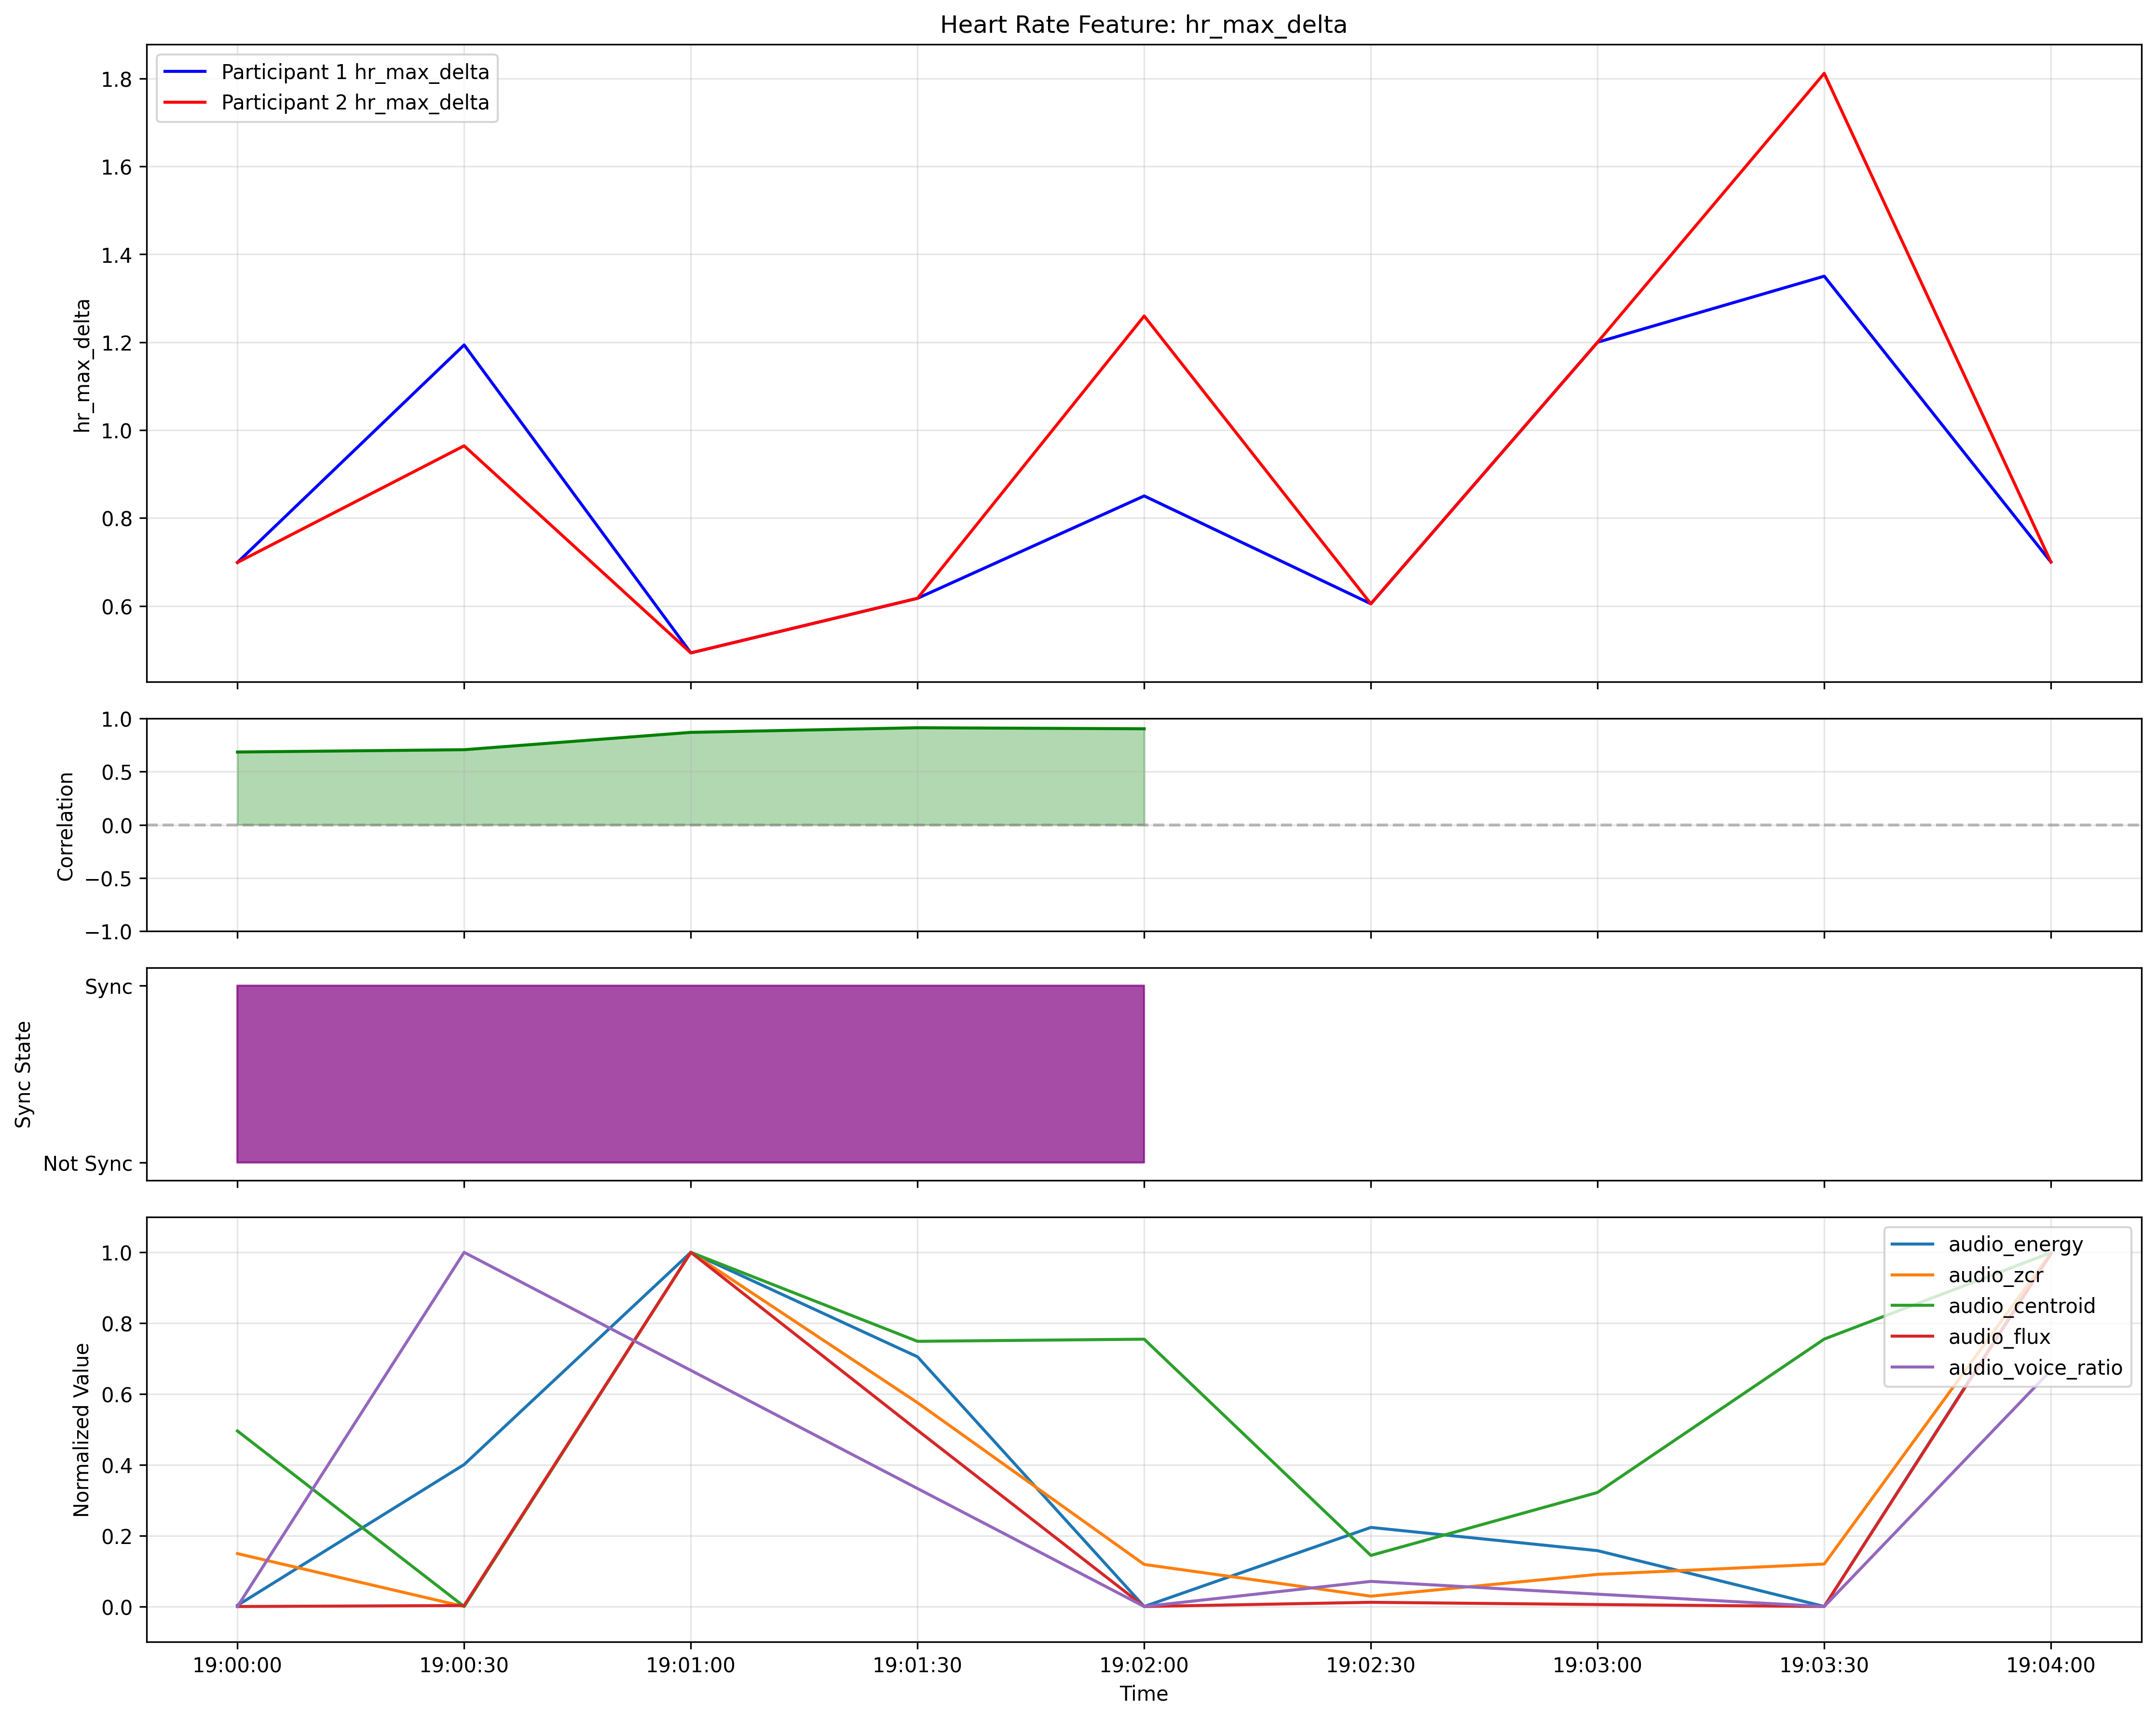 Heart Rate Feature: hr_max_delta
Participant 1 hr_max_delta
Participant 2 hr_max_delta
hr_max_delta
1.8
1.6
1.4
1.2
1.0
0.8
0.6
Correlation
1.0
0.5
0.0
−0.5
−1.0
Sync State
Sync
Not Sync
Normalized Value
1.0
0.8
0.6
0.4
0.2
0.0
audio_energy
audio_zcr
audio_centroid
audio_flux
audio_voice_ratio
19:00:00 19:00:30 19:01:00 19:01:30 19:02:00 19:02:30 19:03:00 19:03:30 19:04:00
Time